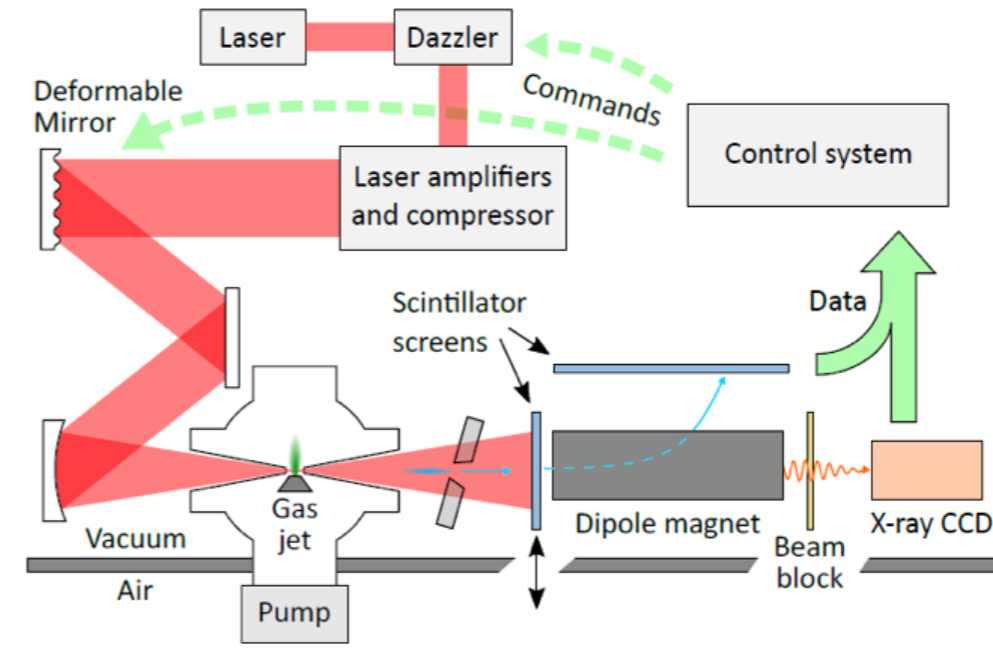 Laser
Dazzler
Deformable
Mirror
Commands
Control system
Laser amplifiers
and compressor
Scintillator
screens
Data
Gas
jet
Dipole magnet
X-ray CCD
Vacuum
Beam
block
Air
Pump